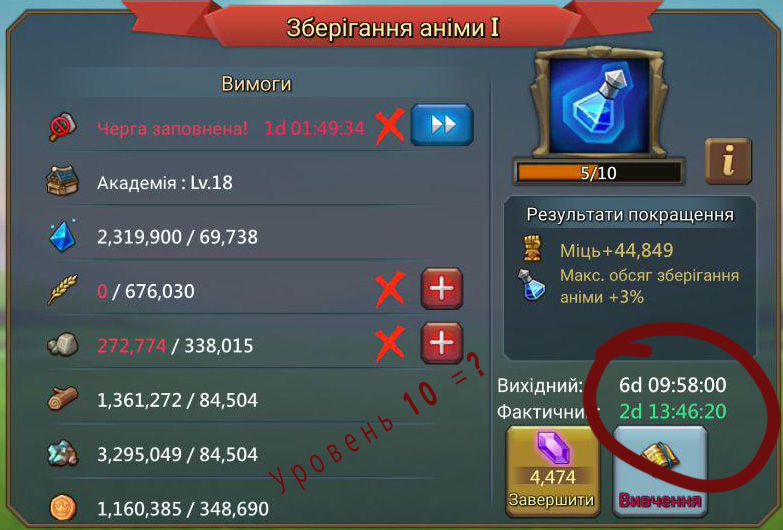 Зберігання аніми I
Вимоги
Черга заповнена! 1d 01:49:34
Академія : Lv.18
2,319,900 / 69,738
0 / 676,030
272,774 / 338,015
1,361,272 / 84,504
3,295,049 / 84,504
1,160,385 / 348,690
5/10
i
Результати покращення
Міць+44,849
Макс. обсяг зберігання
аніми +3%
Вихідний: 6d 09:58:00
Фактичний: 2d 13:46:20
4,474
Завершити
Вивчення
Уровень 10 =?